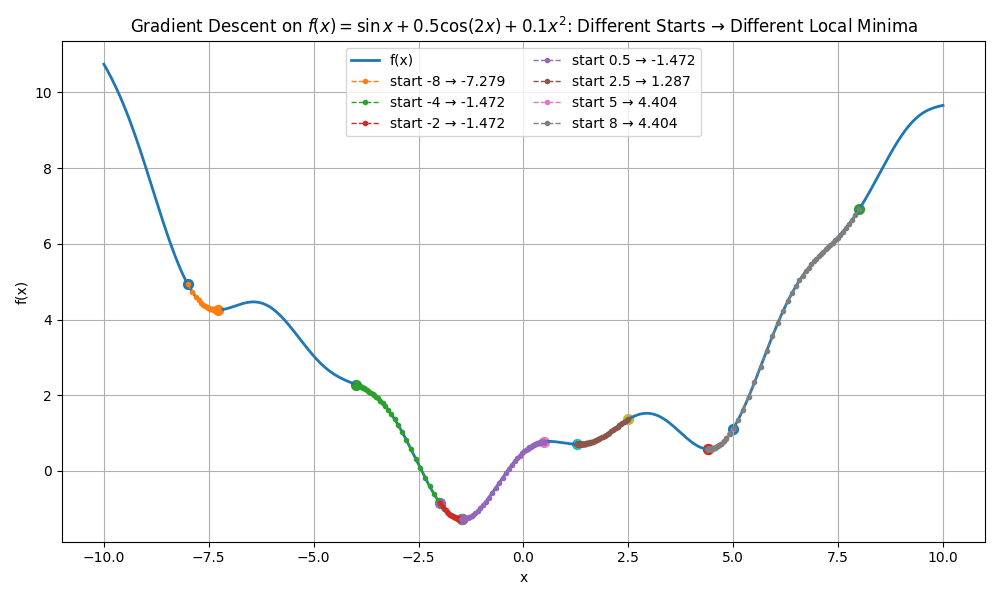 Gradient Descent on f(x) = sin x + 0.5cos(2x) + 0.1x²: Different Starts → Different Local Minima
f(x)
start -8 → -7.279
start -4 → -1.472
start -2 → -1.472
start 0.5 → -1.472
start 2.5 → 1.287
start 5 → 4.404
start 8 → 4.404
f(x)
10
8
6
4
2
0
−10.0 −7.5 −5.0 −2.5 0.0 2.5 5.0 7.5 10.0
x